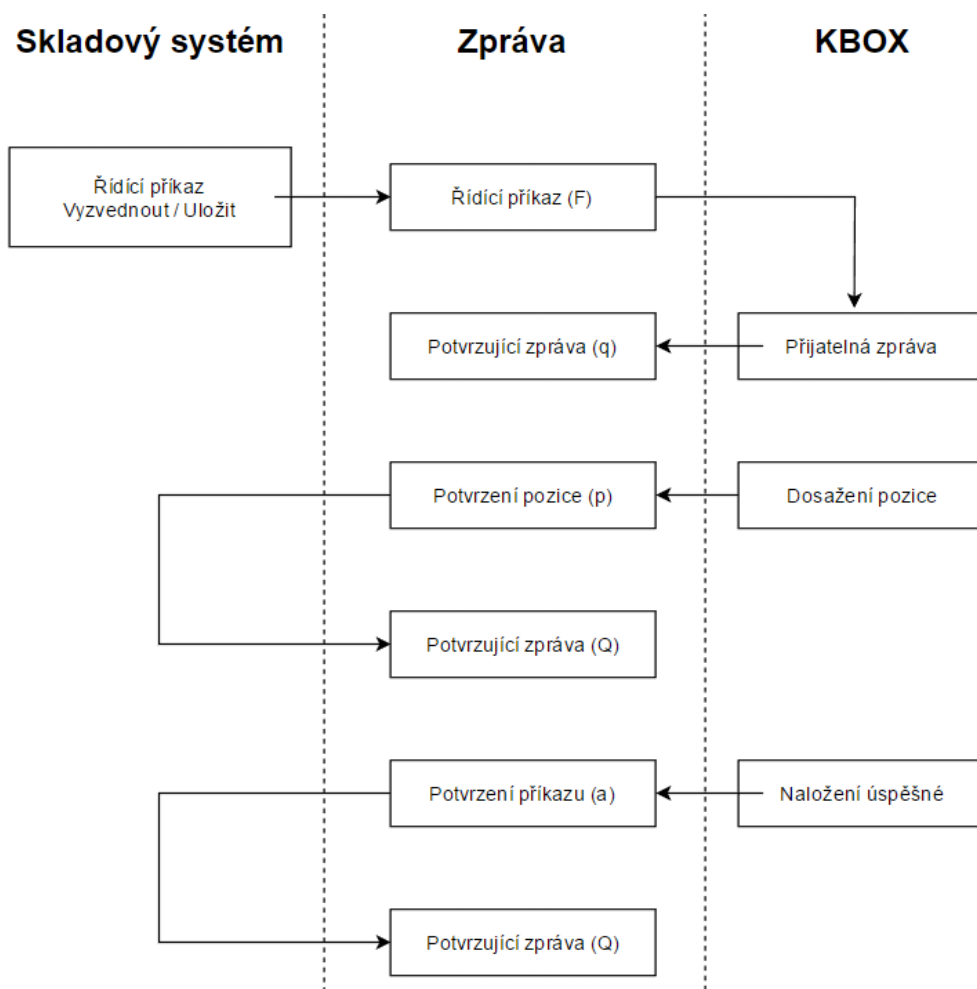 Skladový systém
Zpráva
KBOX
Řídící příkaz
Vyzvednout / Uložit
Řídící příkaz (F)
Potvrzující zpráva (q)
Přijatelná zpráva
Potvrzení pozice (p)
Dosažení pozice
Potvrzující zpráva (Q)
Potvrzení příkazu (a)
Naložení úspěšné
Potvrzující zpráva (Q)